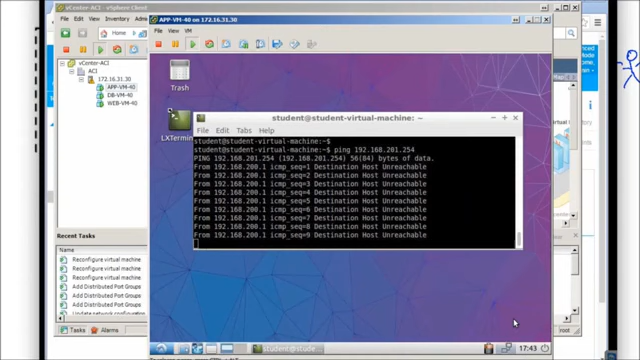 vCenter-ACI - vSphere Client
File Edit View Inventory Administration
Home
vCenter-ACI
ACI
172.16.31.30
APP-VM-40
DB-VM-40
WEB-VM-40
APP-VM-40 on 172.16.31.30
File View VM
Trash
LXTermin
student@student-virtual-machine: ~
File Edit Tabs Help
student@student-virtual-machine:~$
student@student-virtual-machine:~$ ping 192.168.201.254
PING 192.168.201.254 (192.168.201.254) 56(84) bytes of data.
From 192.168.200.1 icmp_seq=1 Destination Host Unreachable
From 192.168.200.1 icmp_seq=2 Destination Host Unreachable
From 192.168.200.1 icmp_seq=3 Destination Host Unreachable
From 192.168.200.1 icmp_seq=4 Destination Host Unreachable
From 192.168.200.1 icmp_seq=5 Destination Host Unreachable
From 192.168.200.1 icmp_seq=6 Destination Host Unreachable
From 192.168.200.1 icmp_seq=7 Destination Host Unreachable
From 192.168.200.1 icmp_seq=8 Destination Host Unreachable
From 192.168.200.1 icmp_seq=9 Destination Host Unreachable
Recent Tasks
Name
Reconfigure virtual machine
Reconfigure virtual machine
Reconfigure virtual machine
Add Distributed Port Groups
Add Distributed Port Groups
Update network configuration
Tasks Alarms
student@stude
17:43
root
Advanced
Mode